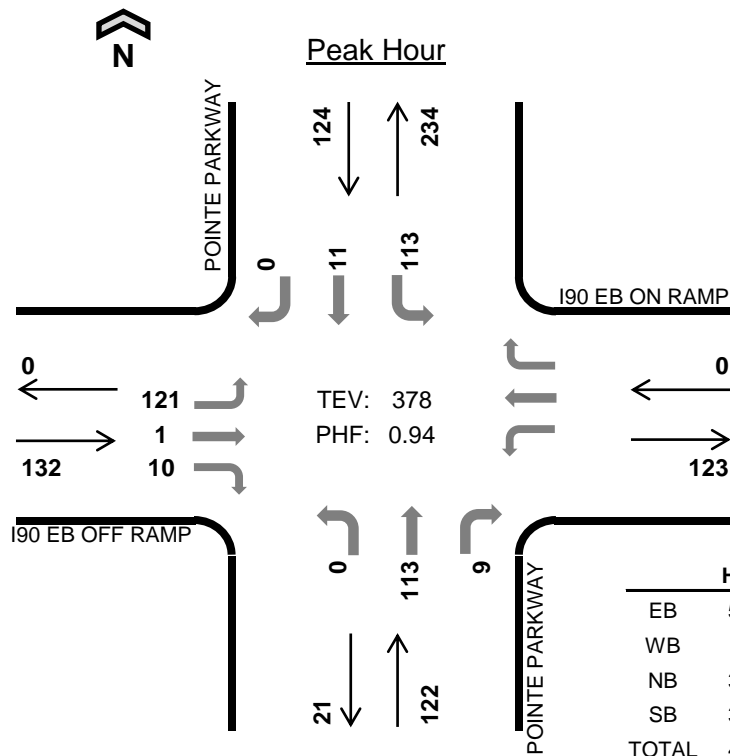 N
Peak Hour
POINTE PARKWAY
124
234
0
11
113
I90 EB ON RAMP
0
132
121
1
10
TEV: 378
PHF: 0.94
0
123
I90 EB OFF RAMP
0
113
9
21
122
POINTE PARKWAY
EB
WB
NB
SB
TOTAL